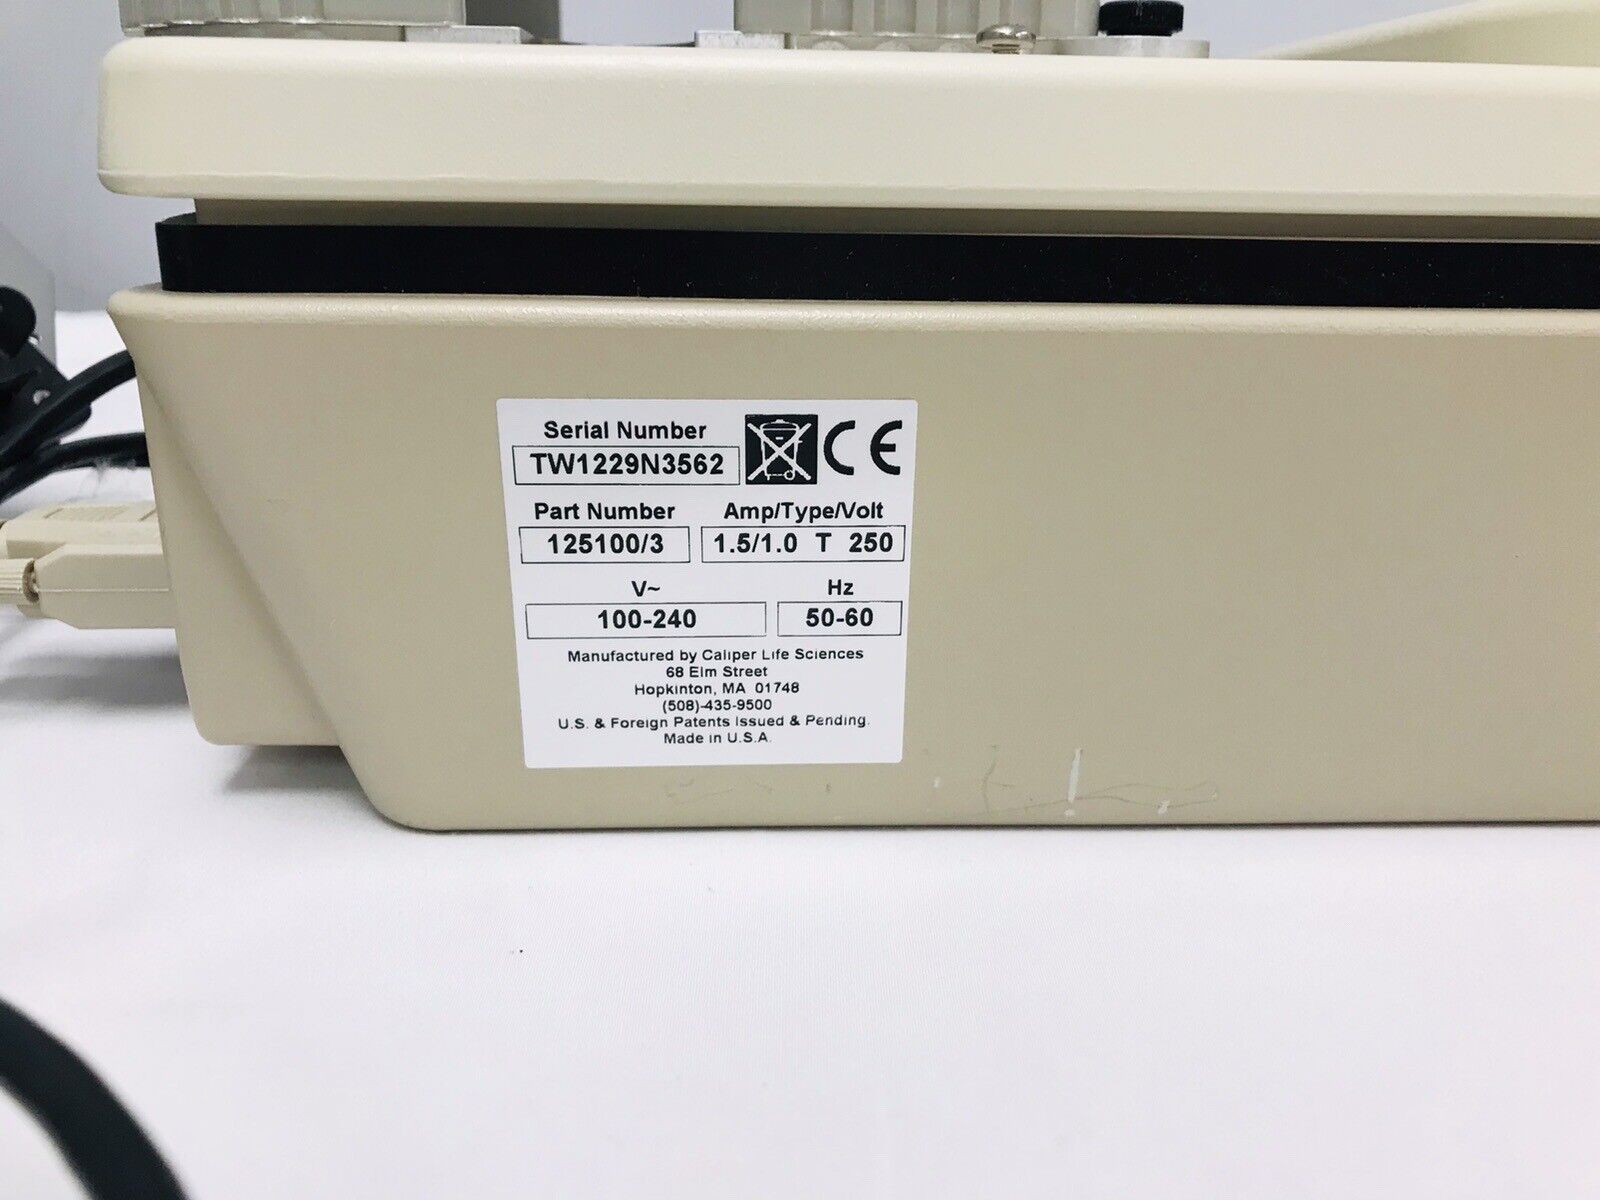 Serial Number
TW1229N3562
CE
Part Number
Amp/Type/Volt
125100/3
1.5/1.0 T 250
V~
Hz
100-240
50-60
Manufactured by Caliper Life Sciences
68 Elm Street
Hopkinton, MA 01748
(508)-435-9500
U.S. & Foreign Patents Issued & Pending.
Made in U.S.A.